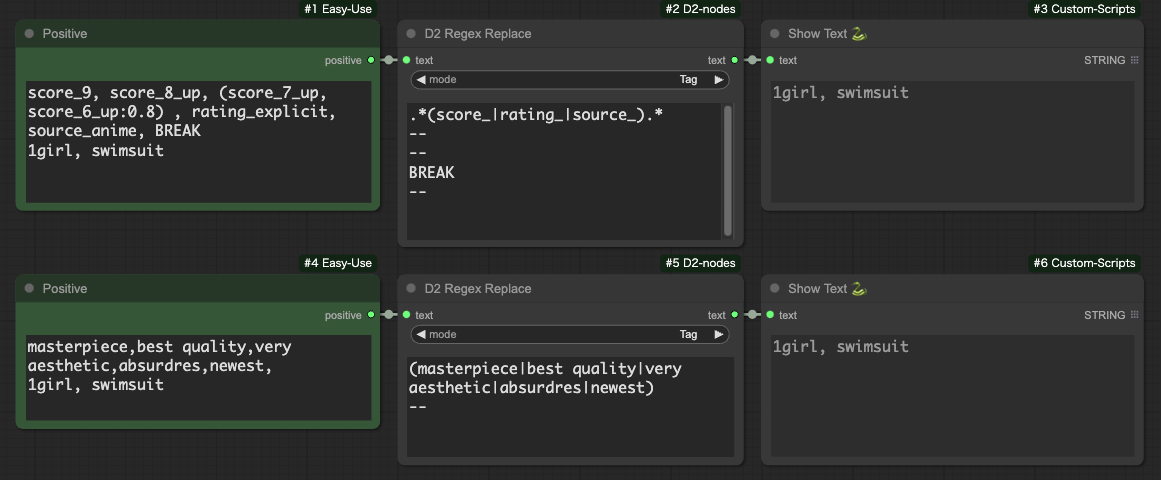 #1 Easy-Use
#2 D2-nodes
#3 Custom-Scripts
Positive
D2 Regex Replace
Show Text 🐍
positive
text
text
text
STRING
◀ mode Tag ▶
score_9, score_8_up, (score_7_up,
score_6_up:0.8) , rating_explicit,
source_anime, BREAK
1girl, swimsuit
.*(score_|rating_|source_).*
--
--
BREAK
--
1girl, swimsuit
#4 Easy-Use
#5 D2-nodes
#6 Custom-Scripts
Positive
D2 Regex Replace
Show Text 🐍
positive
text
text
text
STRING
◀ mode Tag ▶
masterpiece,best quality,very
aesthetic,absurdres,newest,
1girl, swimsuit
(masterpiece|best quality|very
aesthetic|absurdres|newest)
--
1girl, swimsuit